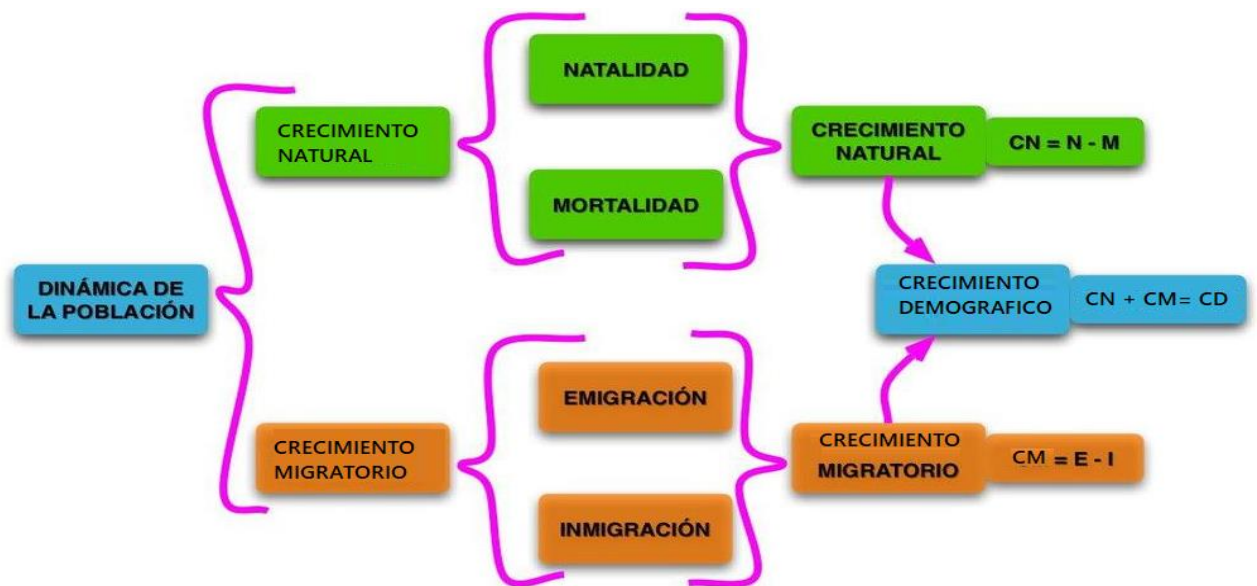 DINÁMICA DE
LA POBLACIÓN
CRECIMIENTO
NATURAL
NATALIDAD
MORTALIDAD
CRECIMIENTO
NATURAL
CN = N - M
CRECIMIENTO
DEMOGRAFICO
CN + CM= CD
CRECIMIENTO
MIGRATORIO
EMIGRACIÓN
INMIGRACIÓN
CRECIMIENTO
MIGRATORIO
CM = E - I